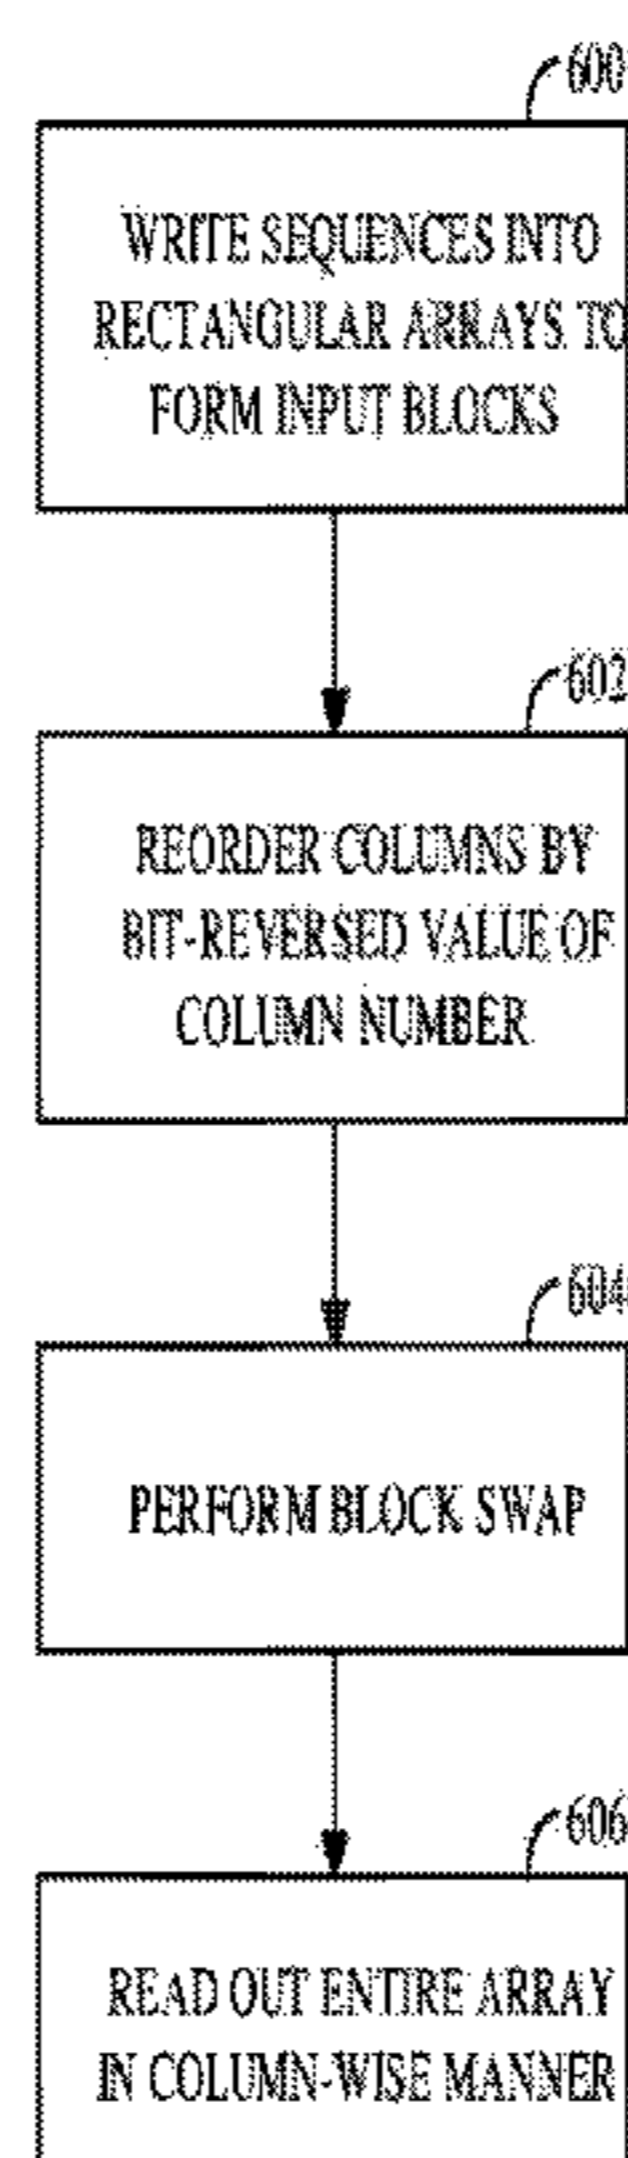 600
WRITE SEQUENCES INTO
RECTANGULAR ARRAYS TO
FORM INPUT BLOCKS
602
REORDER COLUMNS BY
BIT-REVERSED VALUE OF
COLUMN NUMBER
604
PERFORM BLOCK SWAP
606
READ OUT ENTIRE ARRAY
IN COLUMN-WISE MANNER